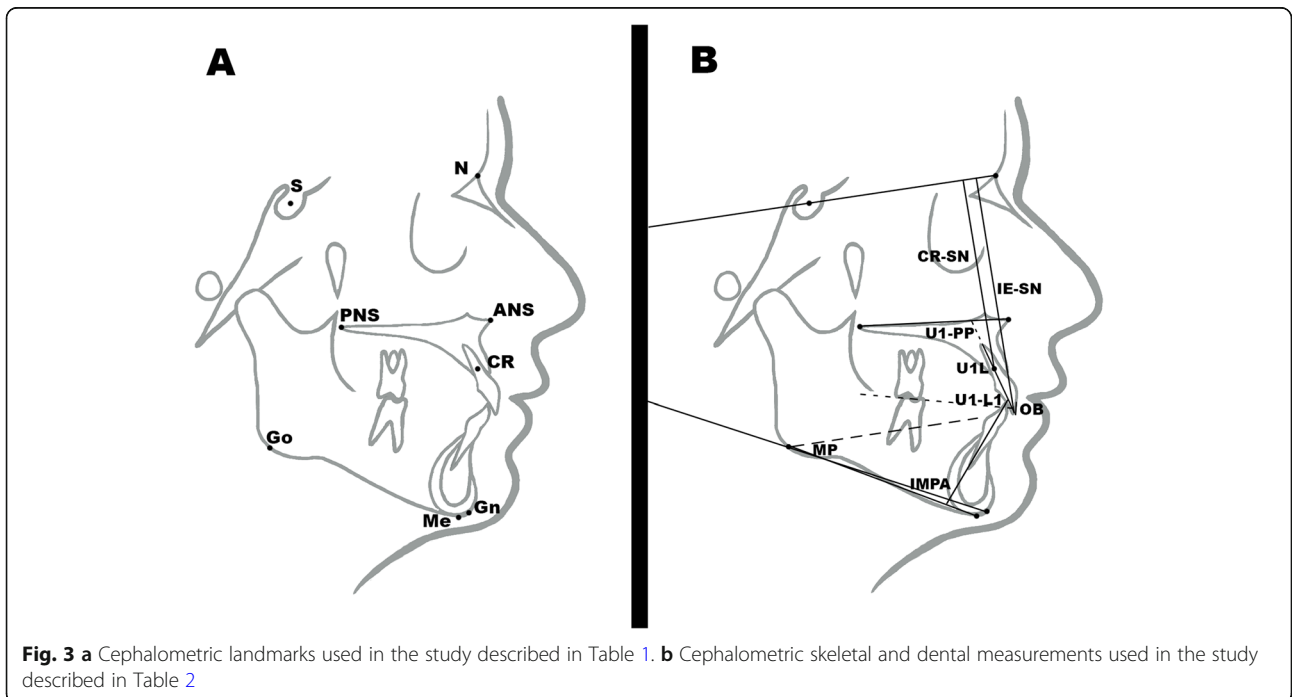 A
B
N
S
CR-SN
IE-SN
PNS
ANS
U1-PP
CR
U1L
U1-L1
OB
Go
MP
IMPA
Me
Gn
Fig. 3 a Cephalometric landmarks used in the study described in Table 1. b Cephalometric skeletal and dental measurements used in the study
described in Table 2